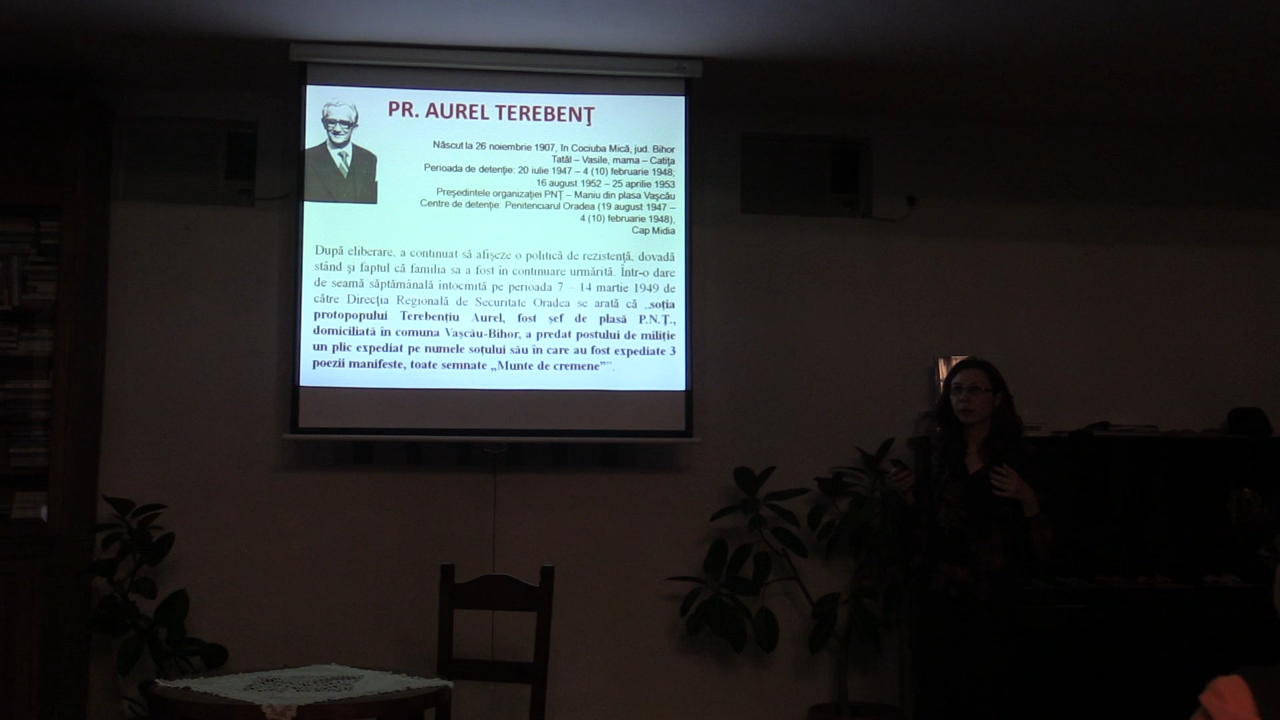 PR. AUREL TEREBENŢ
Născut la 26 noiembrie 1907, în Cociuba Mică, jud. Bihor
Tatăl – Vasile, mama – Catiţa
Perioada de detenţie: 20 iulie 1947 – 4 (10) februarie 1948;
16 august 1952 – 25 aprilie 1953
Preşedintele organizaţiei PNŢ – Maniu din plasa Vaşcău
Centre de detenţie: Penitenciarul Oradea (19 august 1947 –
4 (10) februarie 1948),
Cap Midia
După eliberare, a continuat să afişeze o politică de rezistenţă, dovadă
stând şi faptul că familia sa a fost în continuare urmărită. Într-o dare
de seamă săptămânală întocmită pe perioada 7 – 14 martie 1949 de
către Direcţia Regională de Securitate Oradea se arată că „soţia
protopopului Terebenţiu Aurel, fost şef de plasă P.N.Ţ.,
domiciliată în comuna Vaşcău-Bihor, a predat postului de miliţie
un plic expediat pe numele soţului său în care au fost expediate 3
poezii manifeste, toate semnate „Munte de cremene””.